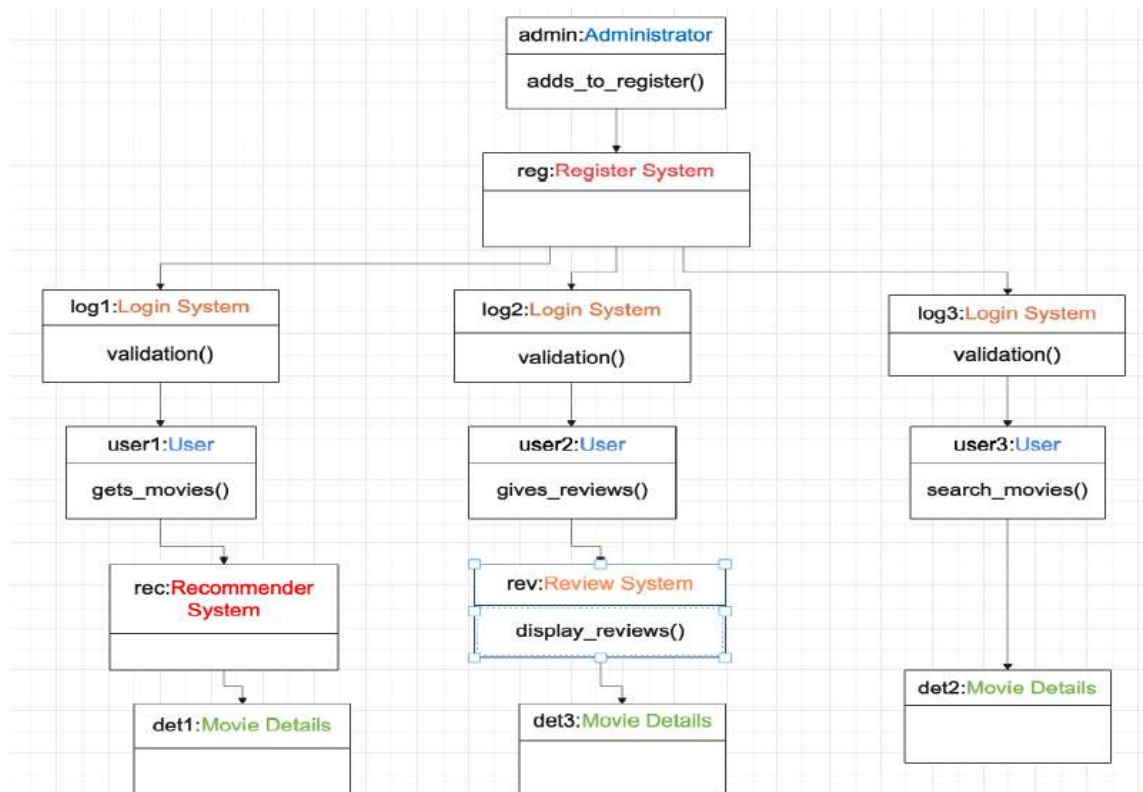 admin:Administrator
adds_to_register()
reg:Register System
log1:Login System
validation()
log2:Login System
validation()
log3:Login System
validation()
user1:User
gets_movies()
user2:User
gives_reviews()
user3:User
search_movies()
rec:Recommender
System
rev:Review System
display_reviews()
det2:Movie Details
det1:Movie Details
det3:Movie Details